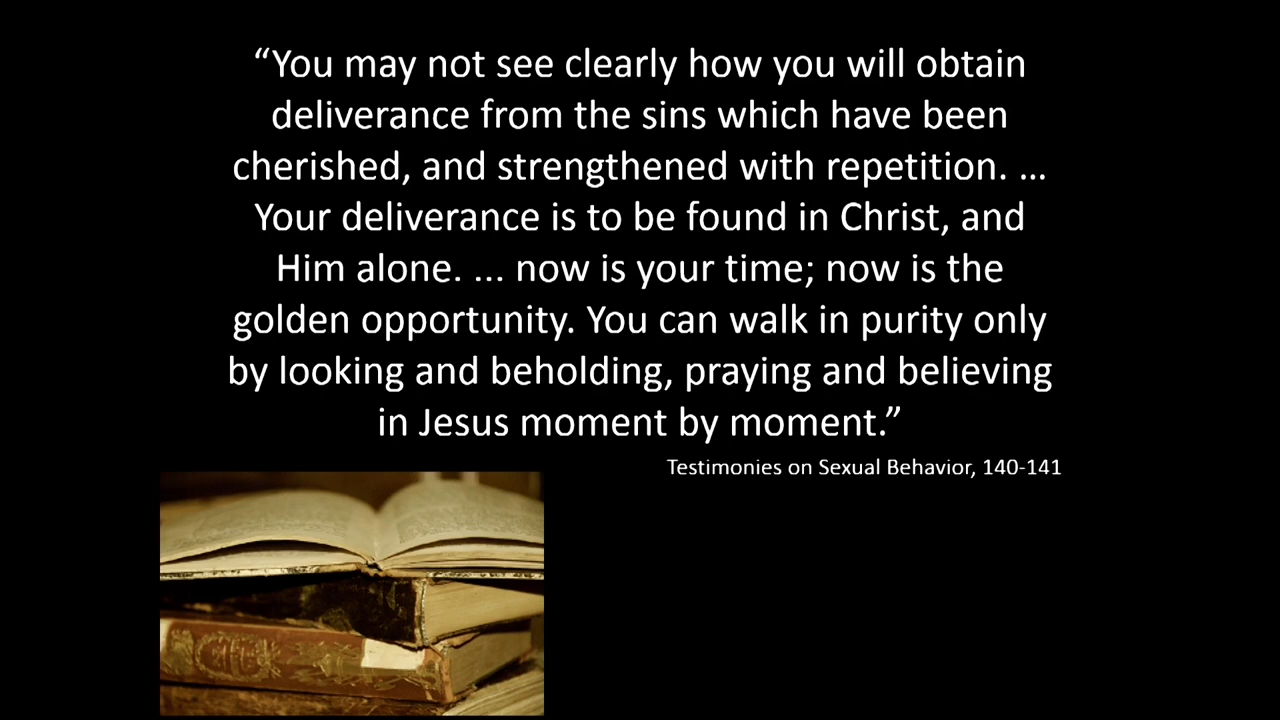 “You may not see clearly how you will obtain
deliverance from the sins which have been
cherished, and strengthened with repetition. ...
Your deliverance is to be found in Christ, and
Him alone. ... now is your time; now is the
golden opportunity. You can walk in purity only
by looking and beholding, praying and believing
in Jesus moment by moment.”
Testimonies on Sexual Behavior, 140-141